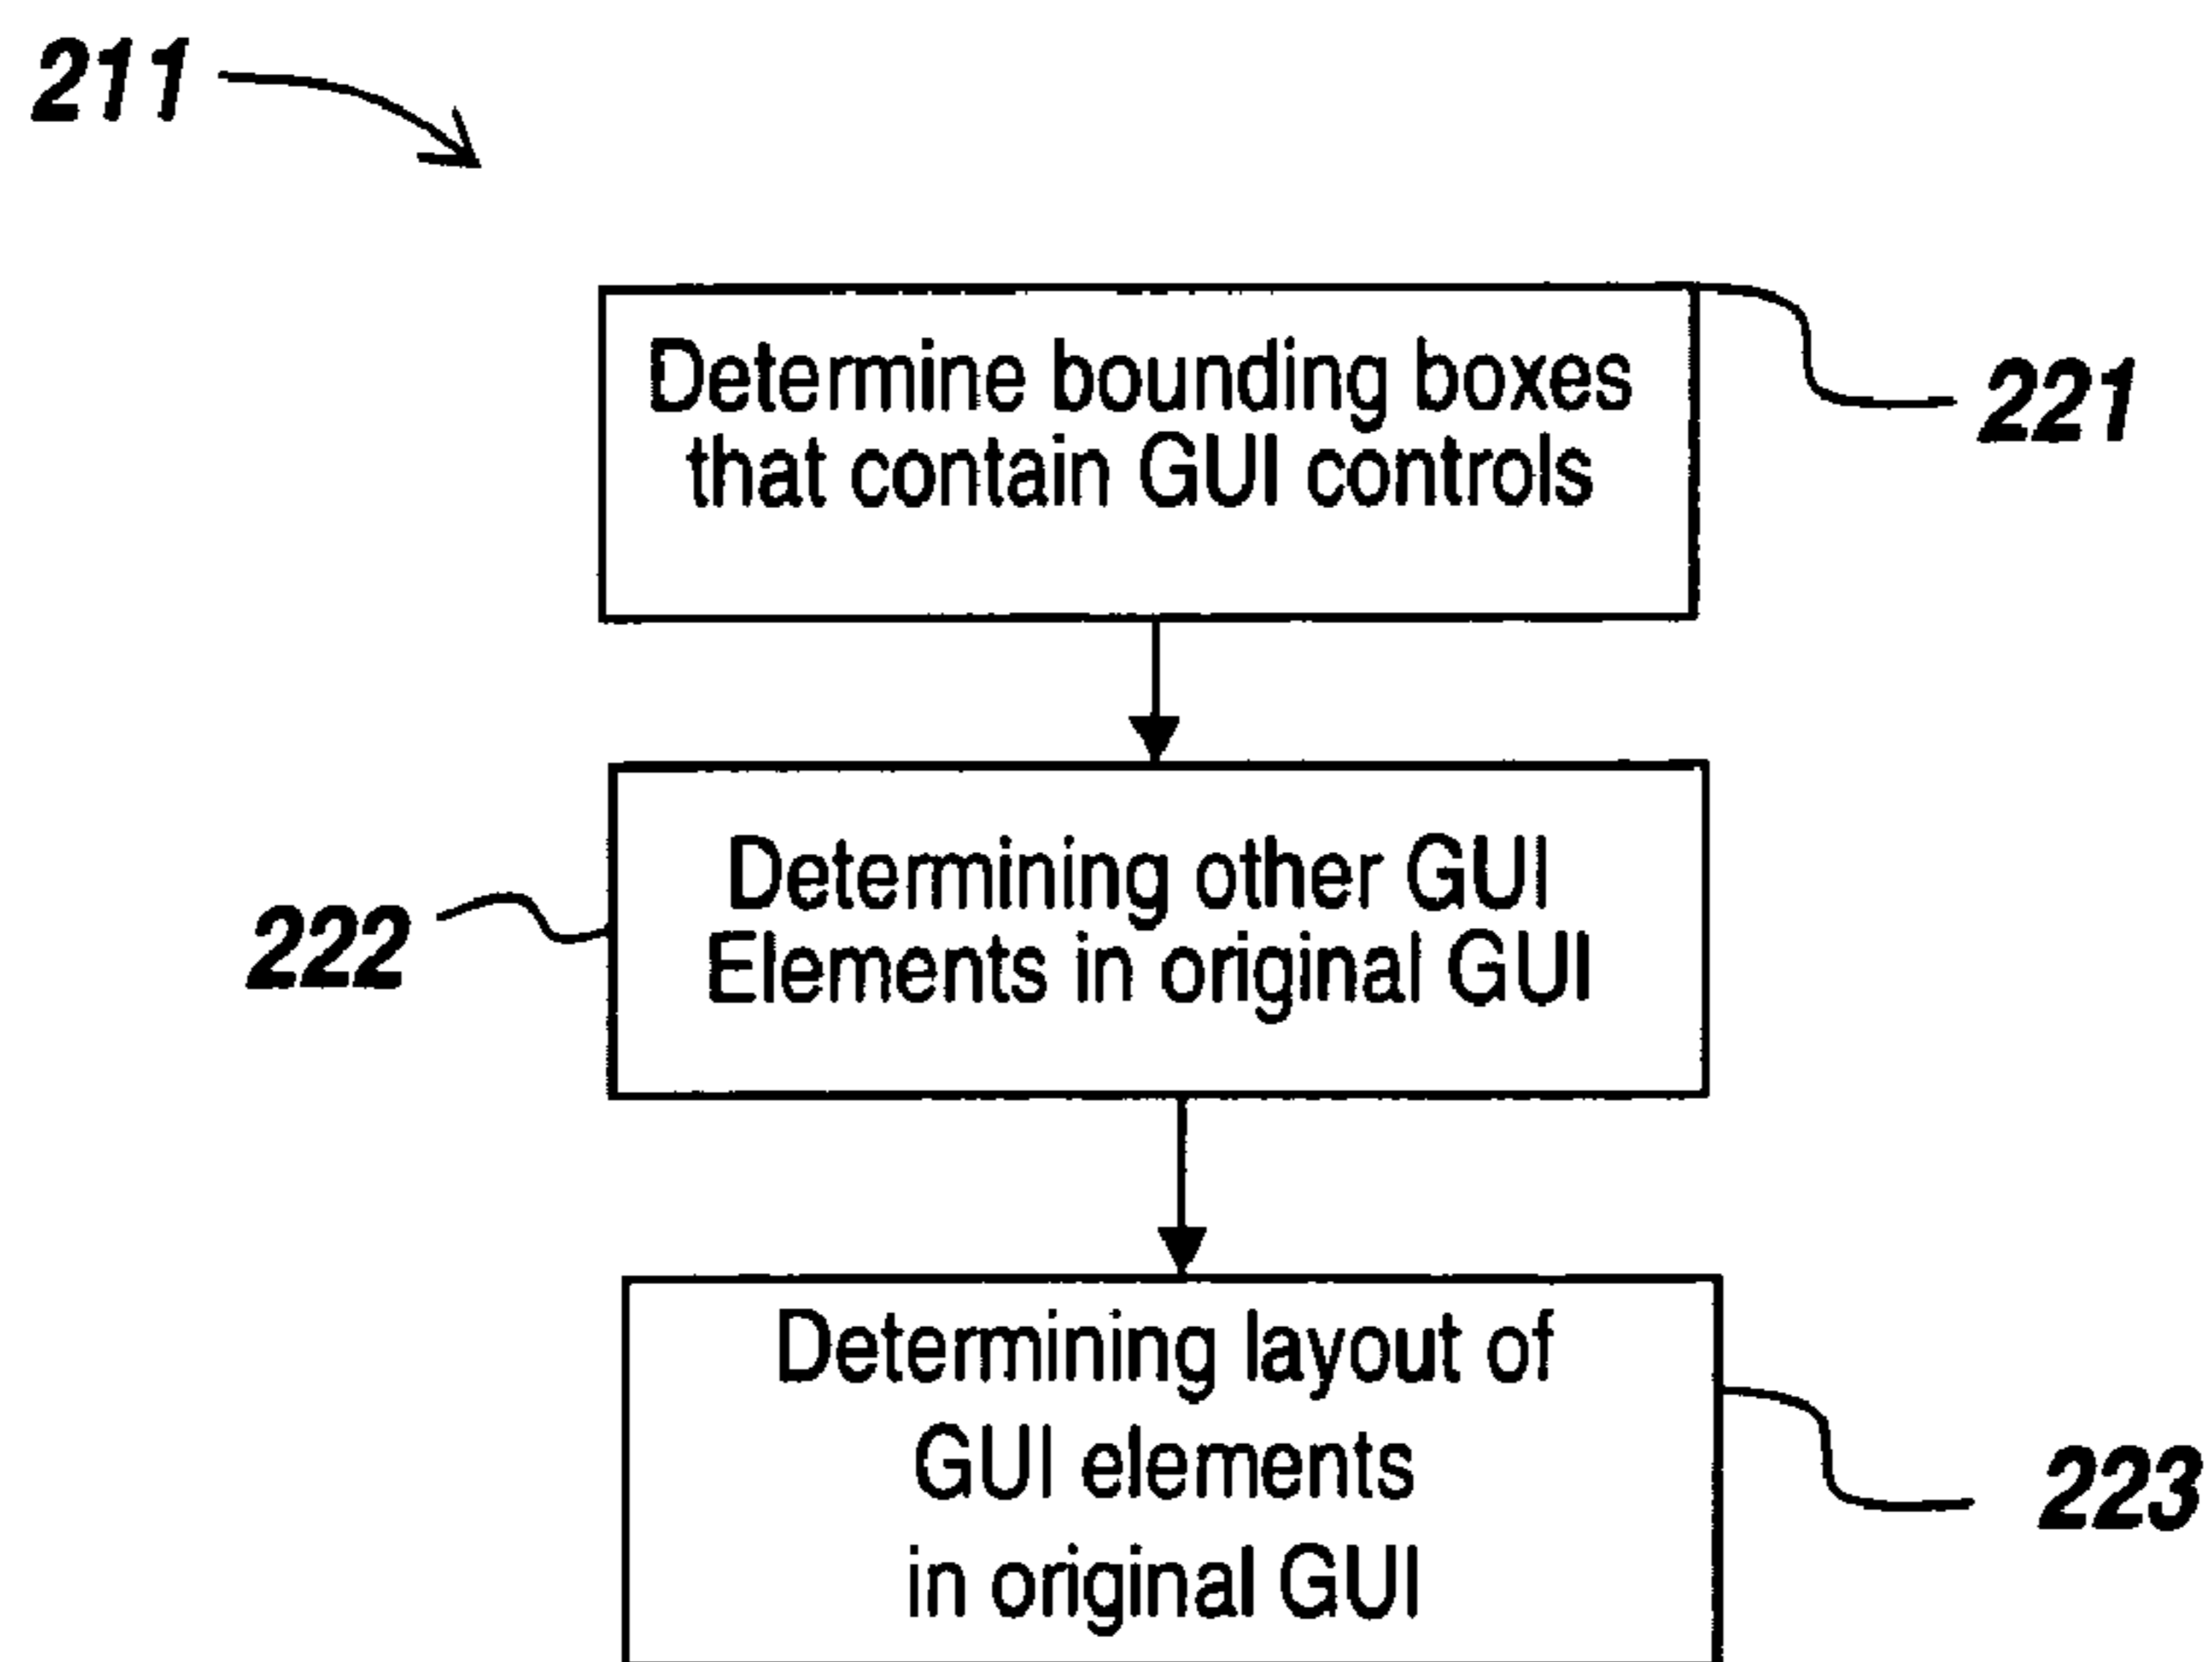 211
Determine bounding boxes
that contain GUI controls
221
Determining other GUI
Elements in original GUI
222
Determining layout of
GUI elements
in original GUI
223